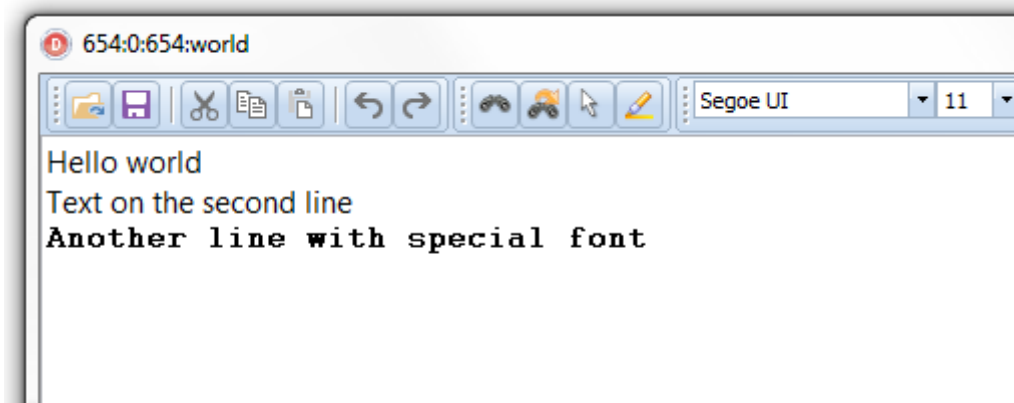 654:0:654:world
Segoe UI
11
Hello world
Text on the second line
Another line with special font